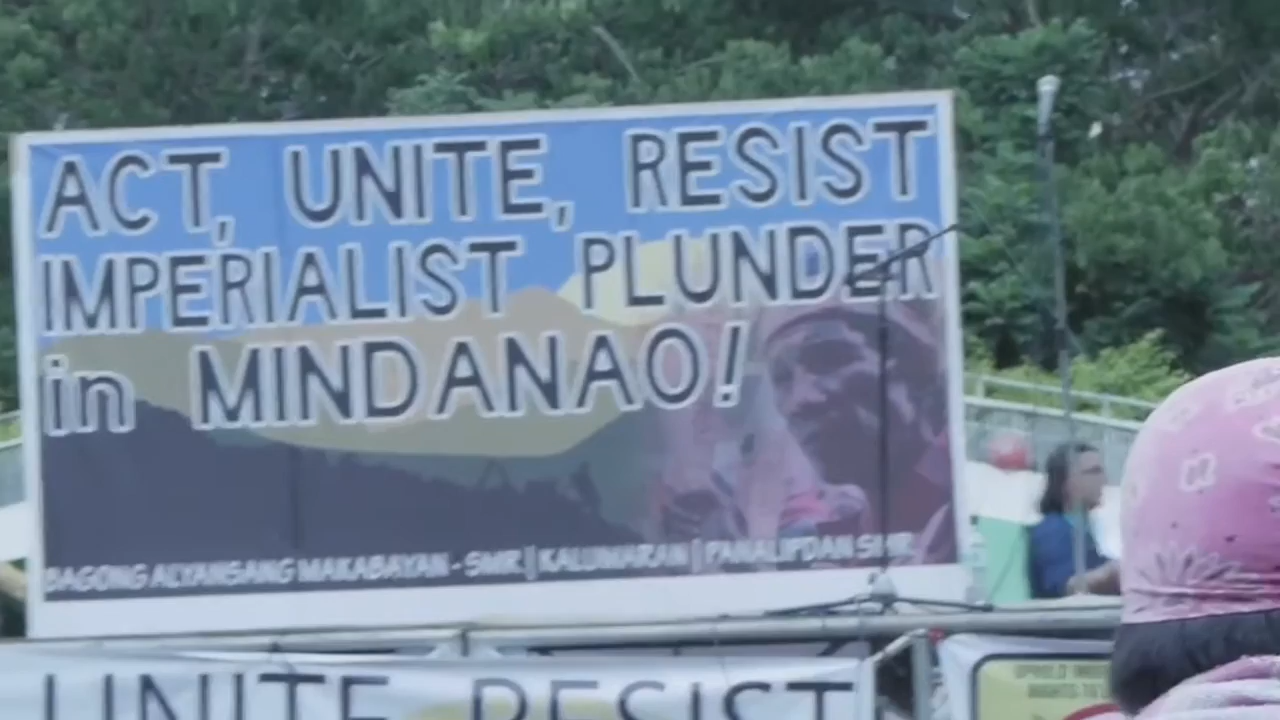 ACT, UNITE, RESIST
IMPERIALIST PLUNDER
in MINDANAO!
BAGONG ALYANSANG MAKABAYAN - SMR | KALUMARAN | PANALIPDAN SMR
UNITE RESIST